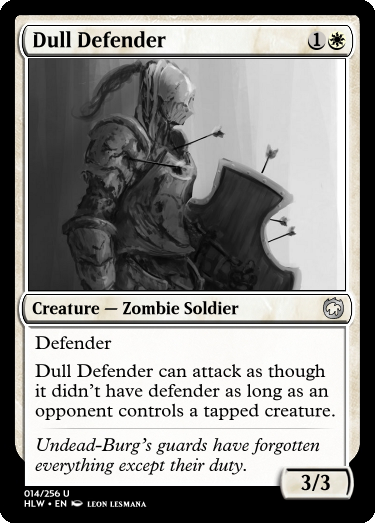 Dull Defender 1
Creature — Zombie Soldier
Defender
Dull Defender can attack as though
it didn't have defender as long as an
opponent controls a tapped creature.
Undead-Burg's guards have forgotten
everything except their duty.
3/3
014/256 U
HLW • EN LEON LESMANA